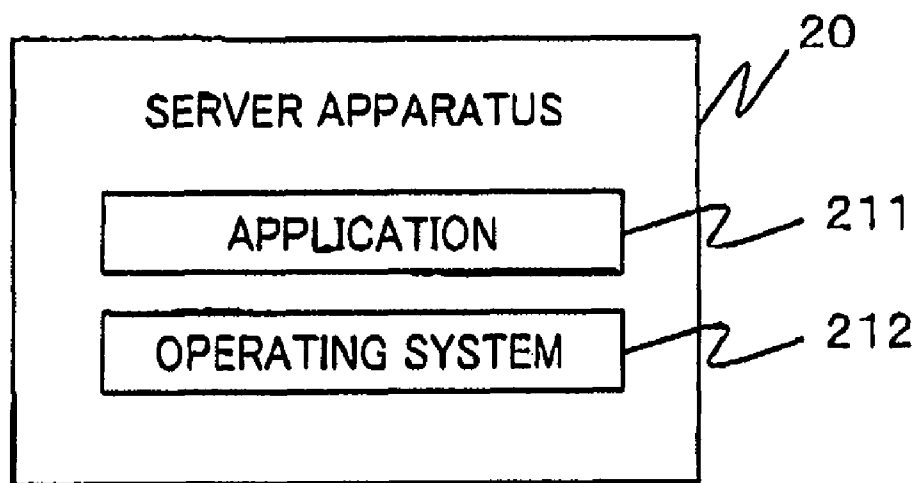 20
SERVER APPARATUS
APPLICATION
211
OPERATING SYSTEM
212